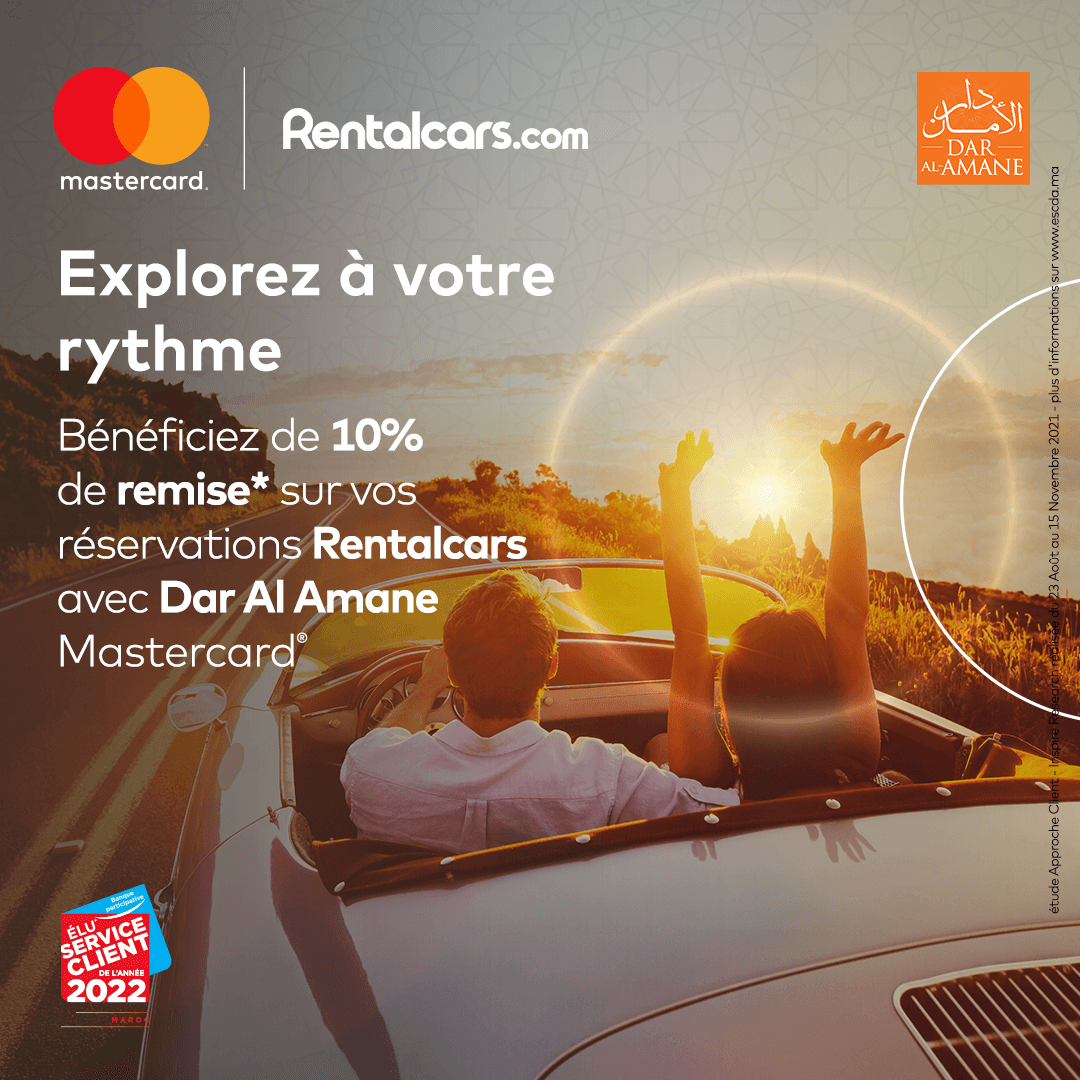 mastercard.
Rentalcars.com
دار
الأمان
DAR
AL-AMANE
Explorez à votre
rythme
Bénéficiez de 10%
de remise* sur vos
réservations Rentalcars
avec Dar Al Amane
Mastercard®
étude Approche Client - Inspire Research réalisée du 23 Août au 15 Novembre 2021 - plus d'informations sur www.escda.ma
Banque
participative
ÉLU
SERVICE
CLIENT
DE L'ANNÉE
2022
MAROC